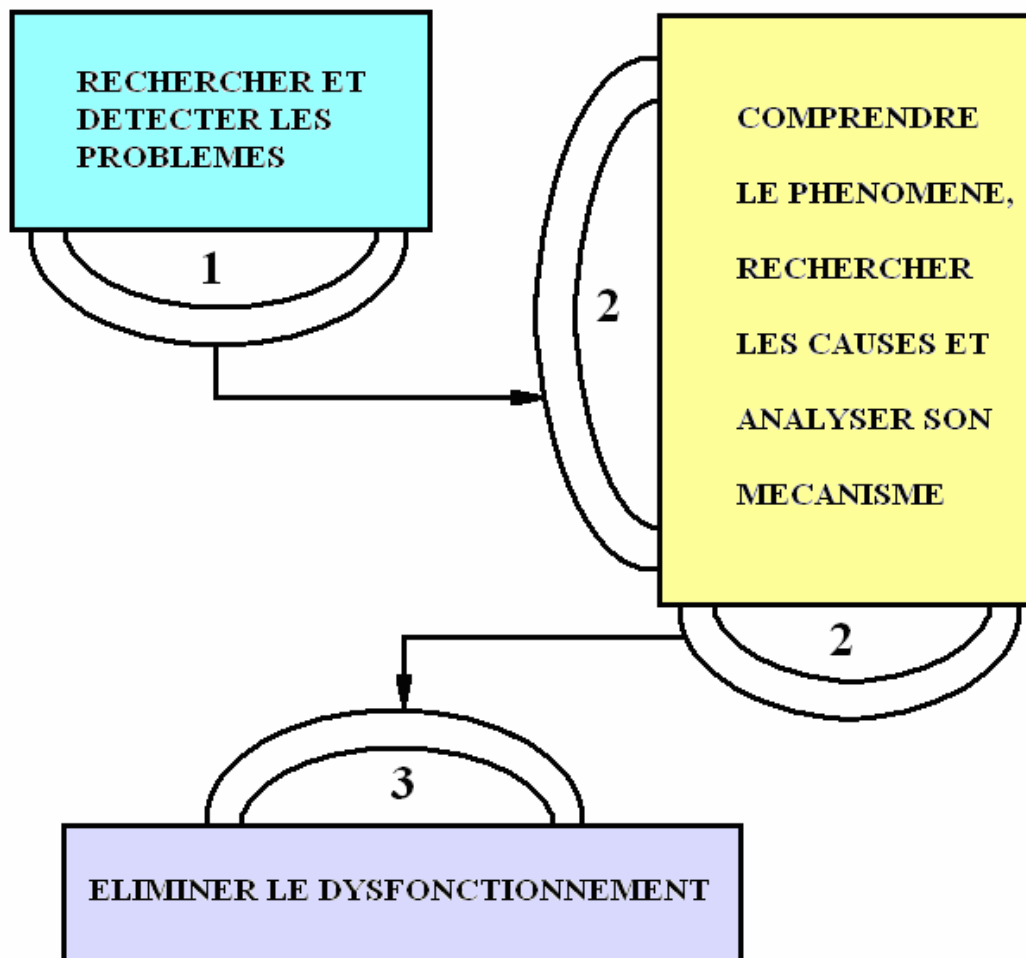 RECHERCHER ET
DETECTER LES
PROBLEMES
1
COMPRENDRE
LE PHENOMENE,
RECHERCHER
LES CAUSES ET
ANALYSER SON
MECANISME
2
2
3
ELIMINER LE DYSFONCTIONNEMENT